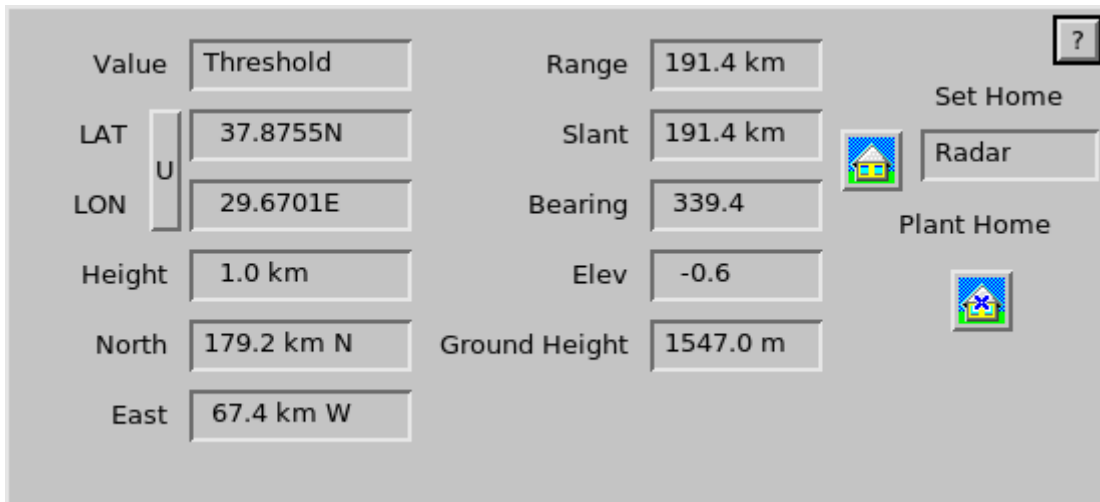 ?
Value Threshold Range 191.4 km
Set Home
LAT 37.8755N Slant 191.4 km Radar
U
LON 29.6701E Bearing 339.4 Plant Home
Height 1.0 km Elev -0.6
North 179.2 km N Ground Height 1547.0 m
East 67.4 km W